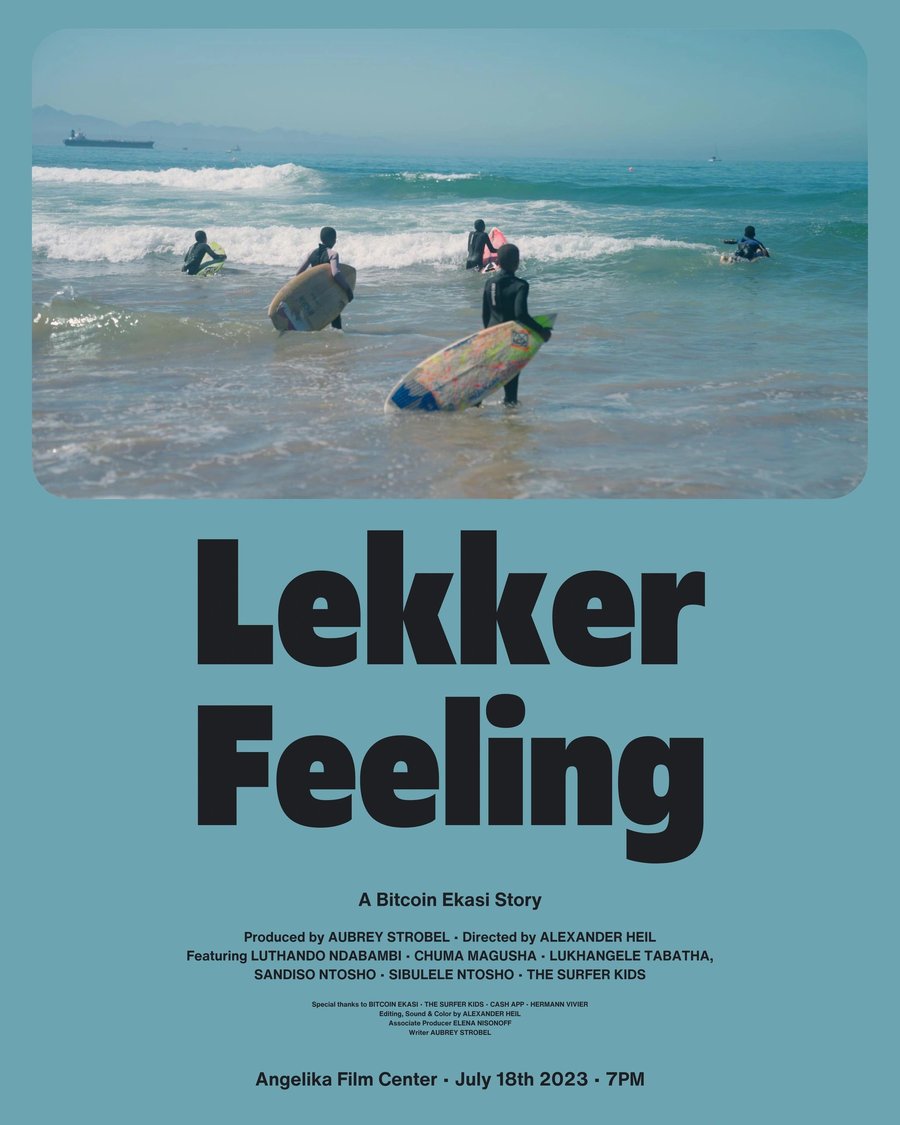 Lekker
Feeling
A Bitcoin Ekasi Story
Produced by AUBREY STROBEL · Directed by ALEXANDER HEIL
Featuring LUTHANDO NDABAMBI · CHUMA MAGUSHA · LUKHANGELE TABATHA,
SANDISO NTOSHO · SIBULELE NTOSHO · THE SURFER KIDS
Special thanks to BITCOIN EKASI · THE SURFER KIDS · CASH APP · HERMANN VIVIER
Editing, Sound & Color by ALEXANDER HEIL
Associate Producer ELENA NISONOFF
Writer AUBREY STROBEL
Angelika Film Center · July 18th 2023 · 7PM